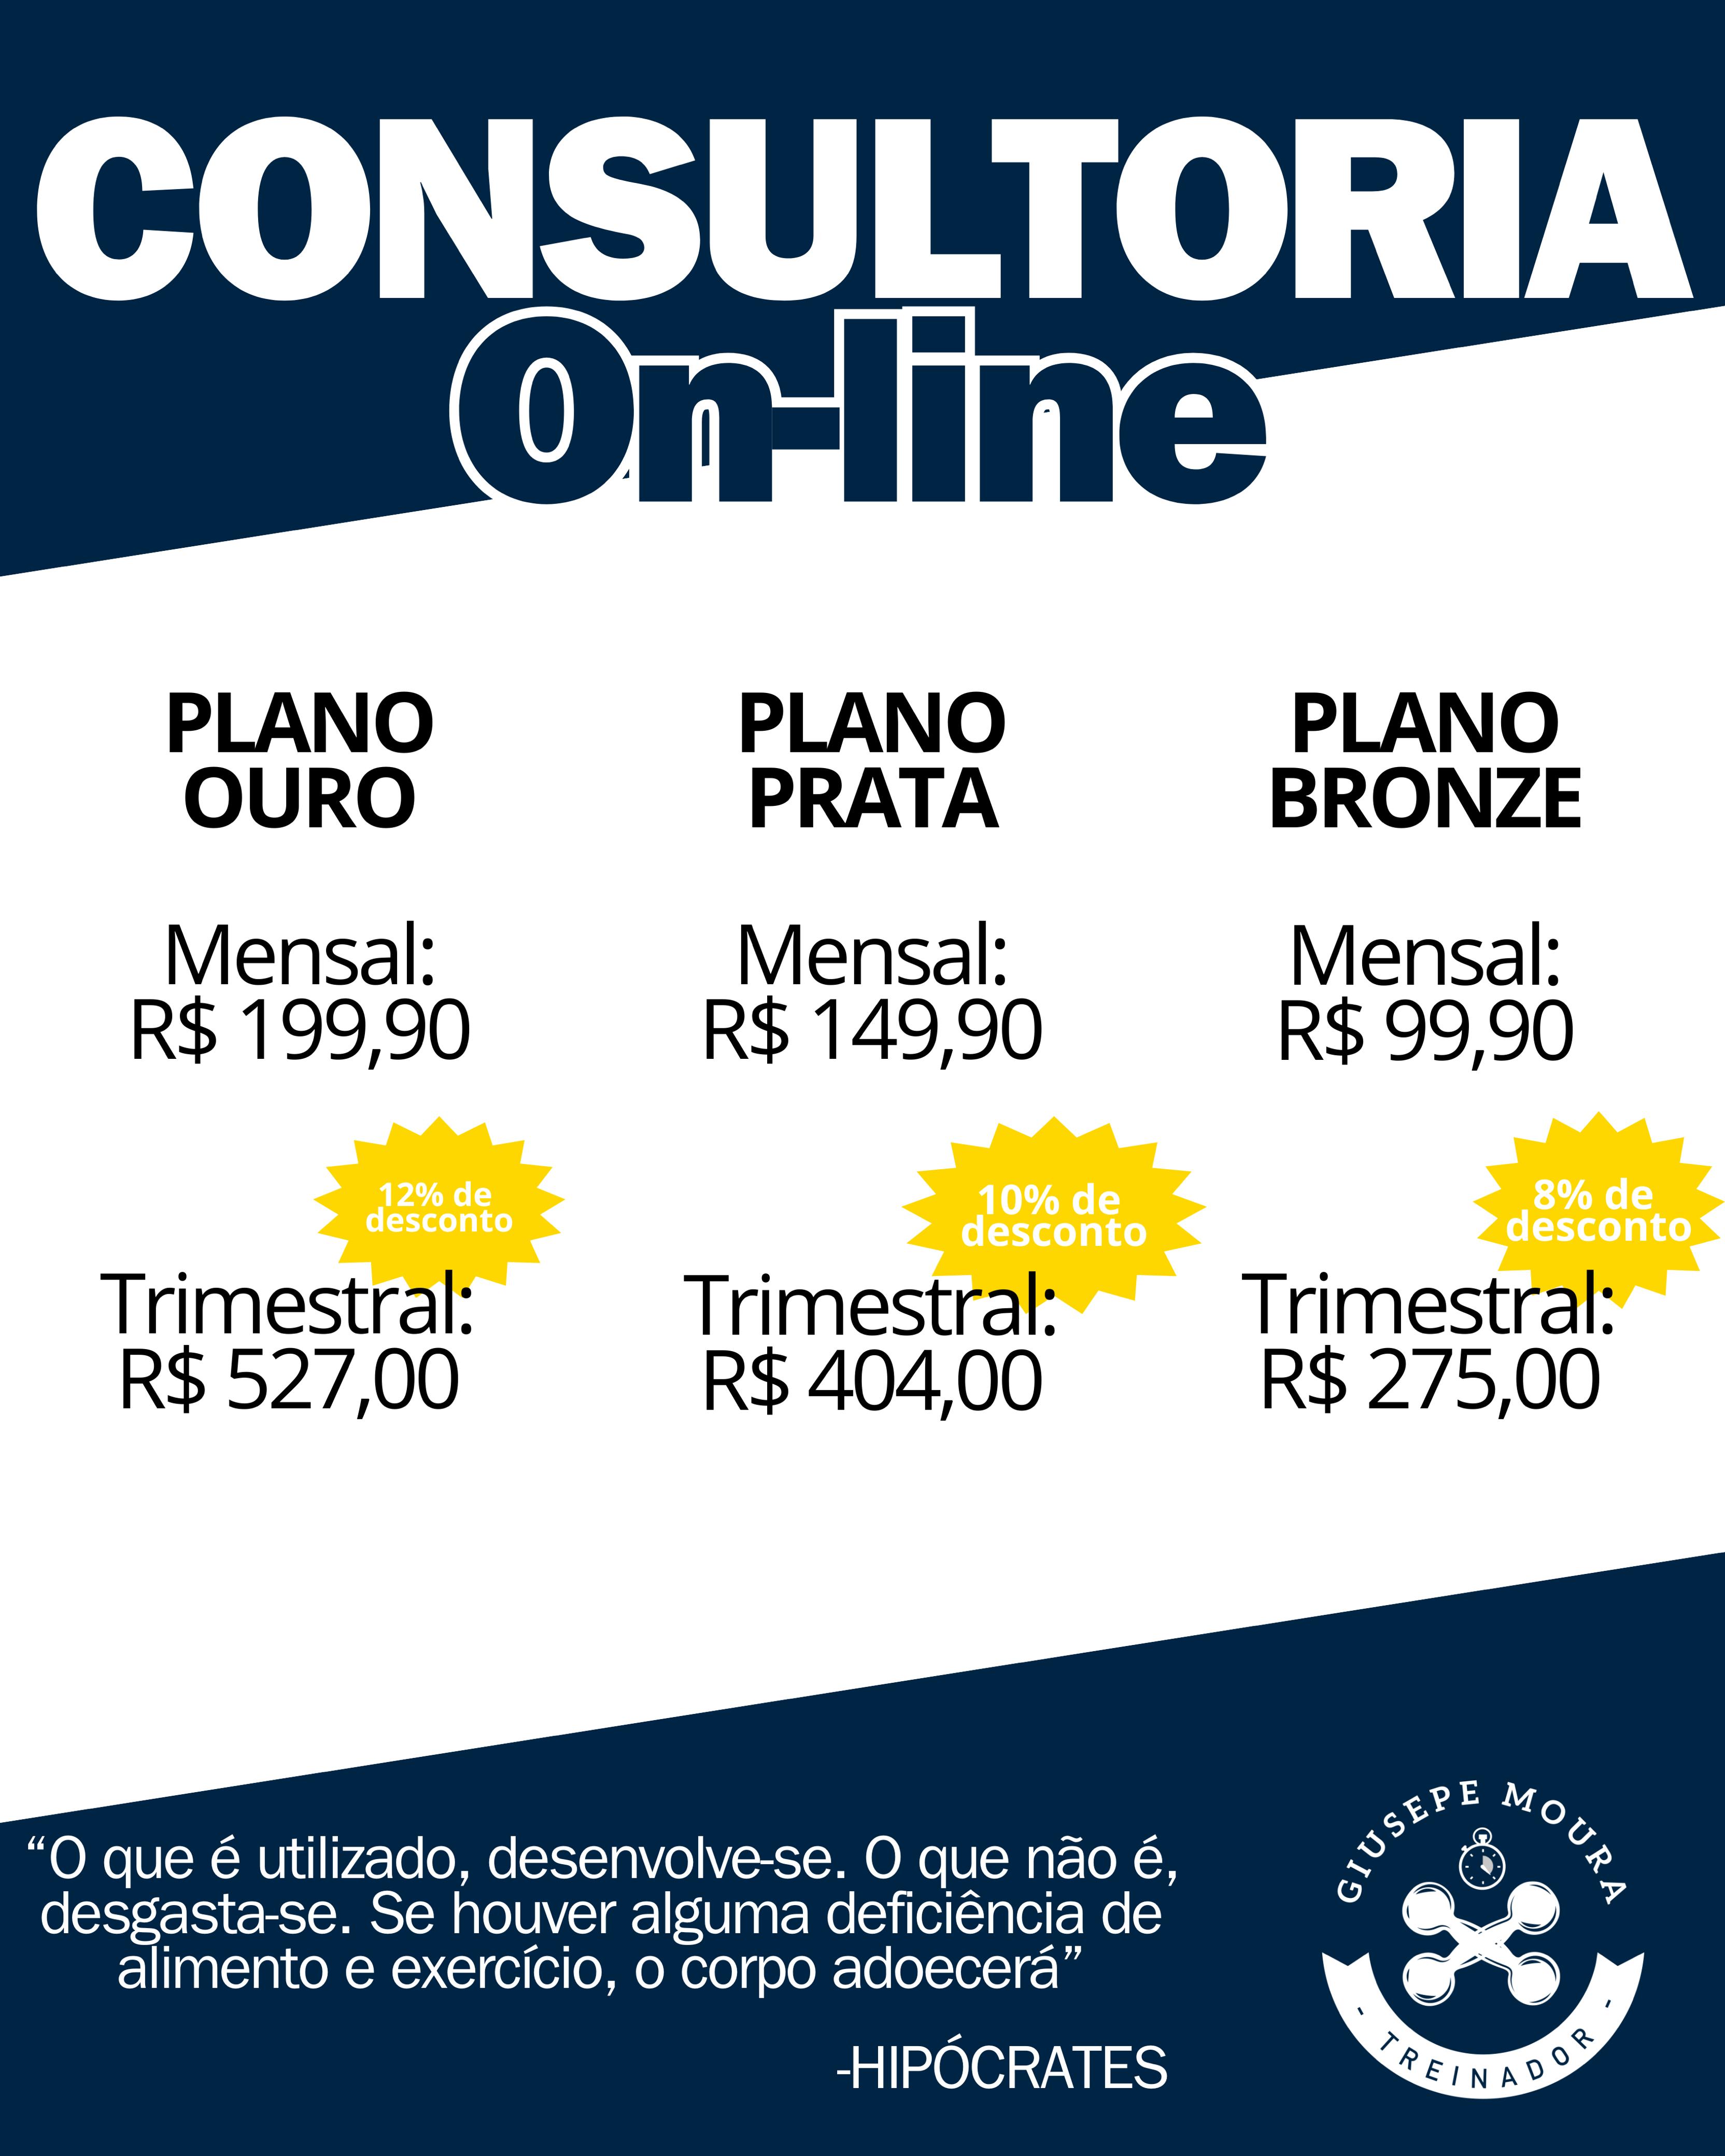 CONSULTORIA
On-line
PLANO
OURO
Mensal:
R$ 199,90
12% de
desconto
Trimestral:
R$ 527,00
PLANO
PRATA
Mensal:
R$ 149,90
10% de
desconto
Trimestral:
R$ 404,00
PLANO
BRONZE
Mensal:
R$ 99,90
8% de
desconto
Trimestral:
R$ 275,00
“O que é utilizado, desenvolve-se. O que não é,
desgasta-se. Se houver alguma deficiência de
alimento e exercício, o corpo adoecerá”
-HIPÓCRATES
GIUSEPE MOURA
- TREINADOR -